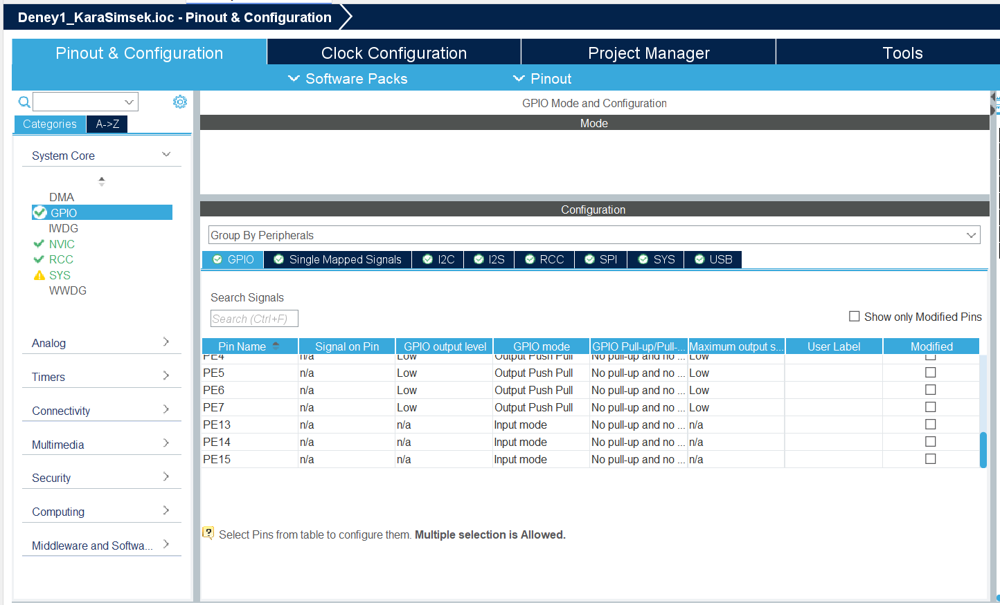 Deney1_KaraSimsek.ioc - Pinout & Configuration
Pinout & Configuration Clock Configuration Project Manager Tools
Software Packs Pinout
Categories A->Z
System Core
DMA
GPIO
IWDG
NVIC
RCC
SYS
WWDG
Analog
Timers
Connectivity
Multimedia
Security
Computing
Middleware and Softwa...
GPIO Mode and Configuration
Mode
Configuration
Group By Peripherals
GPIO Single Mapped Signals I2C I2S RCC SPI SYS USB
Search Signals
Search (Ctrl+F)
Show only Modified Pins
Pin Name Signal on Pin GPIO output level GPIO mode GPIO Pull-up/Pull-... Maximum output s... User Label Modified
PE4 n/a Low Output Push Pull No pull-up and no ... Low
PE5 n/a Low Output Push Pull No pull-up and no ... Low
PE6 n/a Low Output Push Pull No pull-up and no ... Low
PE7 n/a Low Output Push Pull No pull-up and no ... Low
PE13 n/a n/a Input mode No pull-up and no ... n/a
PE14 n/a n/a Input mode No pull-up and no ... n/a
PE15 n/a n/a Input mode No pull-up and no ... n/a
Select Pins from table to configure them. Multiple selection is Allowed.